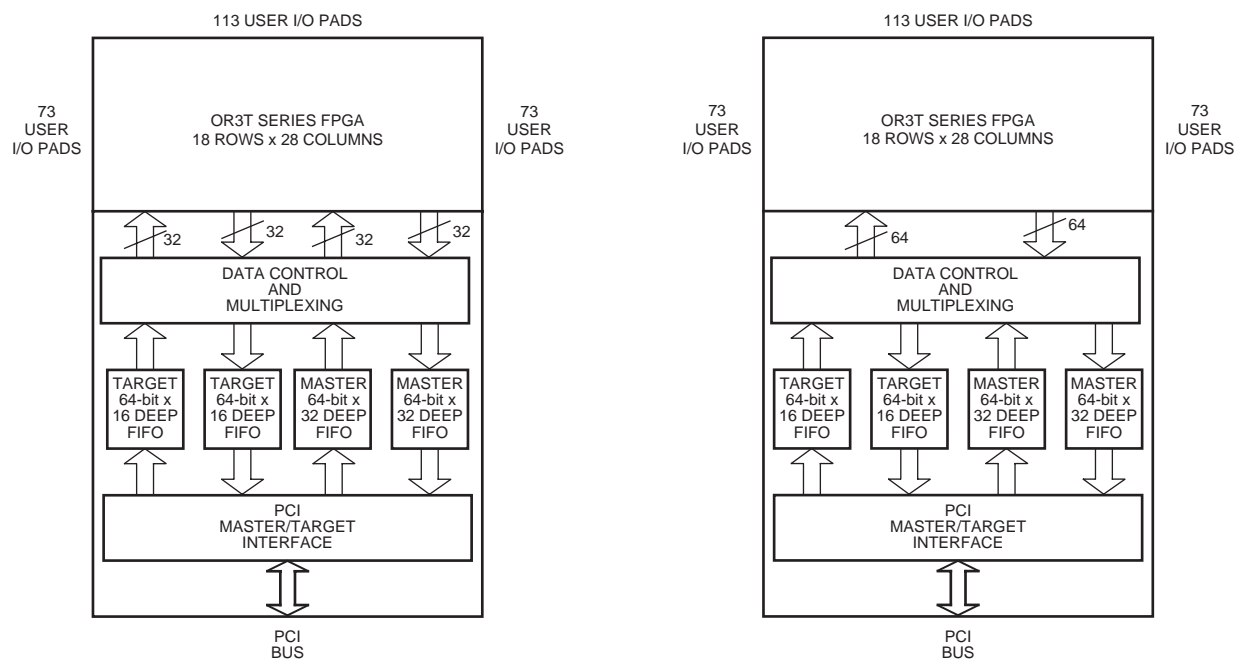 113 USER I/O PADS
73
USER
I/O PADS
OR3T SERIES FPGA
18 ROWS x 28 COLUMNS
73
USER
I/O PADS
32
32
32
32
DATA CONTROL
AND
MULTIPLEXING
TARGET
64-bit x
16 DEEP
FIFO
TARGET
64-bit x
16 DEEP
FIFO
MASTER
64-bit x
32 DEEP
FIFO
MASTER
64-bit x
32 DEEP
FIFO
PCI
MASTER/TARGET
INTERFACE
PCI
BUS
113 USER I/O PADS
73
USER
I/O PADS
OR3T SERIES FPGA
18 ROWS x 28 COLUMNS
73
USER
I/O PADS
64
64
DATA CONTROL
AND
MULTIPLEXING
TARGET
64-bit x
16 DEEP
FIFO
TARGET
64-bit x
16 DEEP
FIFO
MASTER
64-bit x
32 DEEP
FIFO
MASTER
64-bit x
32 DEEP
FIFO
PCI
MASTER/TARGET
INTERFACE
PCI
BUS